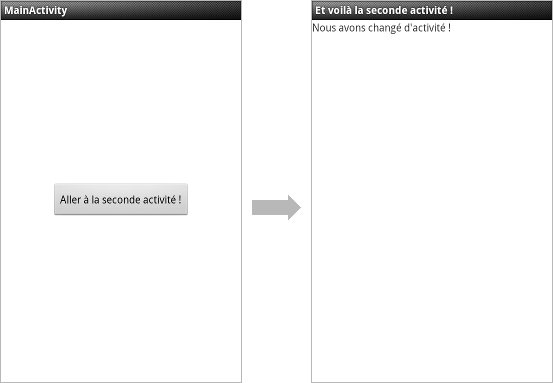 MainActivity
Aller à la seconde activité !
Et voilà la seconde activité !
Nous avons changé d'activité !